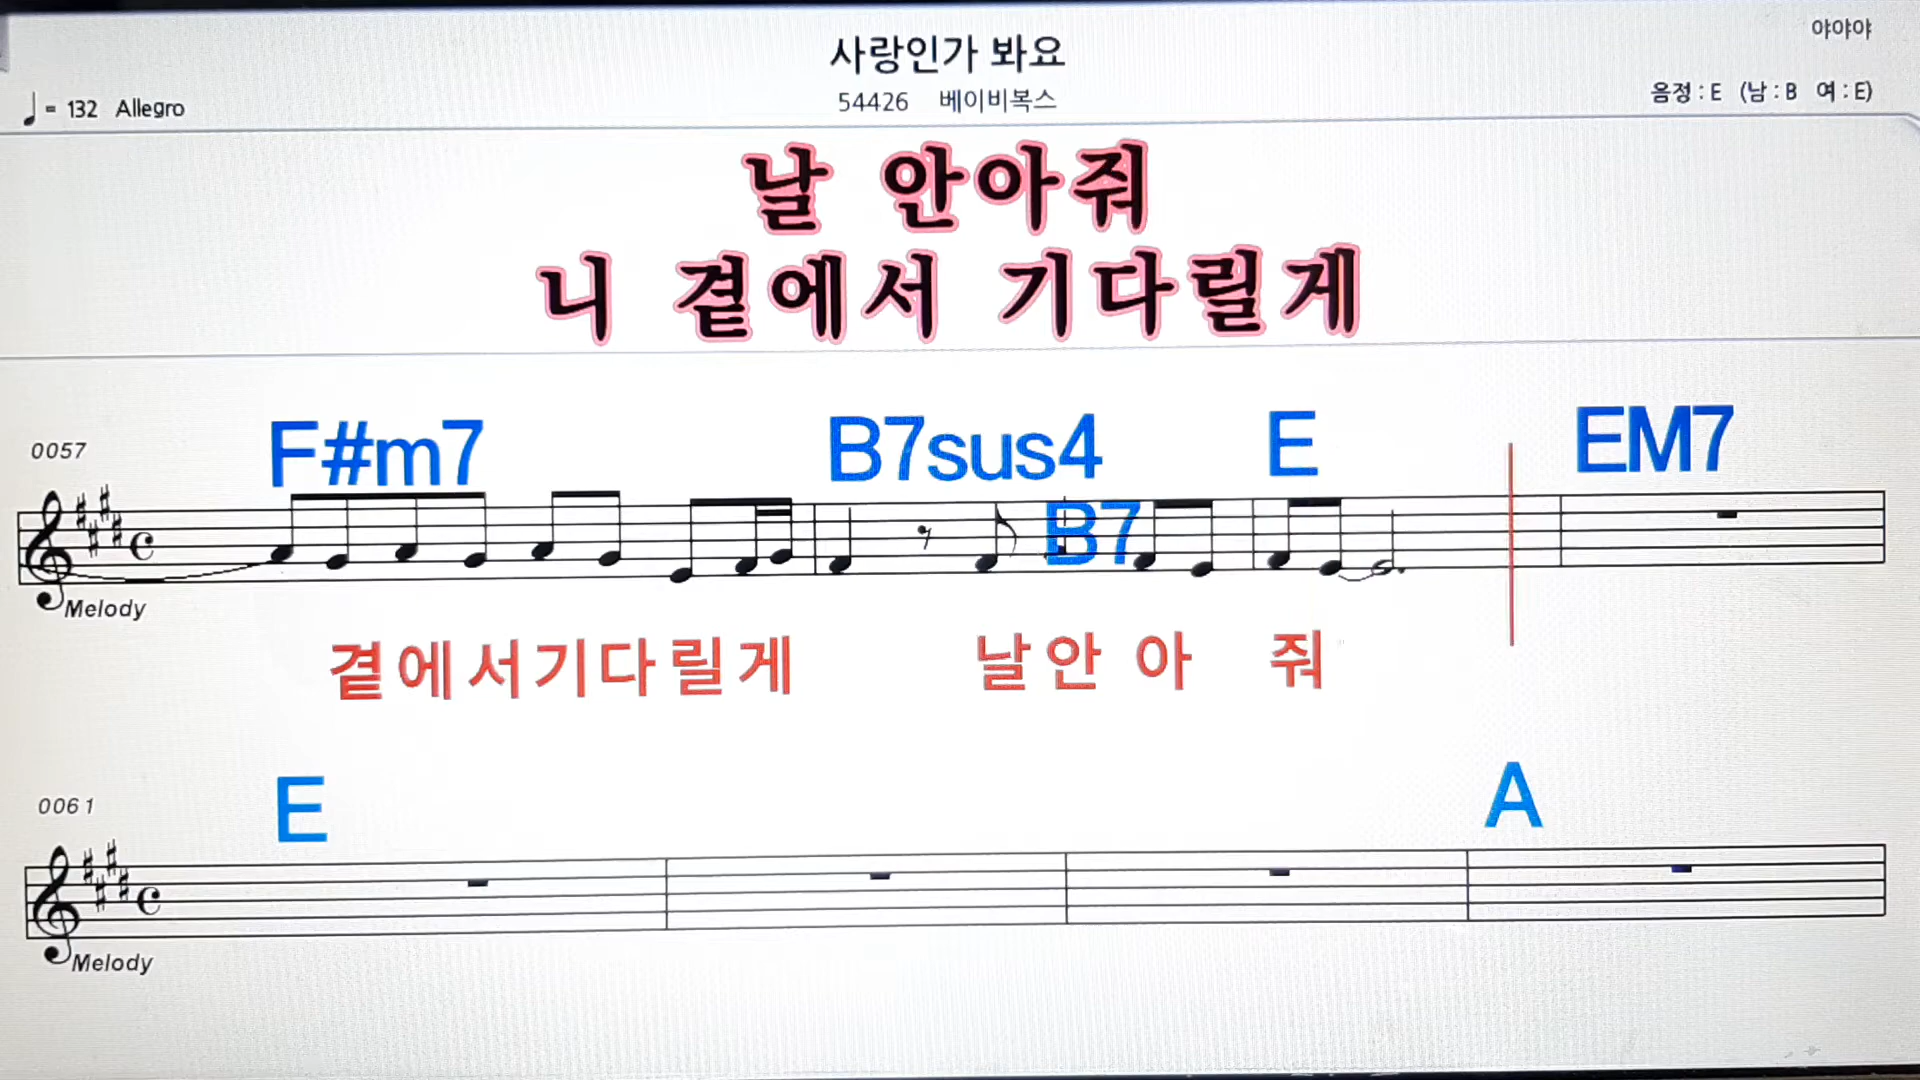 야야야
사랑인가 봐요
♩= 132 Allegro
54426 베이비복스
음정 : E (남 : B 여 : E)
날 안아줘
니 곁에서 기다릴게
0057
F#m7 B7sus4 B7 E EM7
Melody
곁에서기다릴게 날안 아 줘
0061
E A
Melody